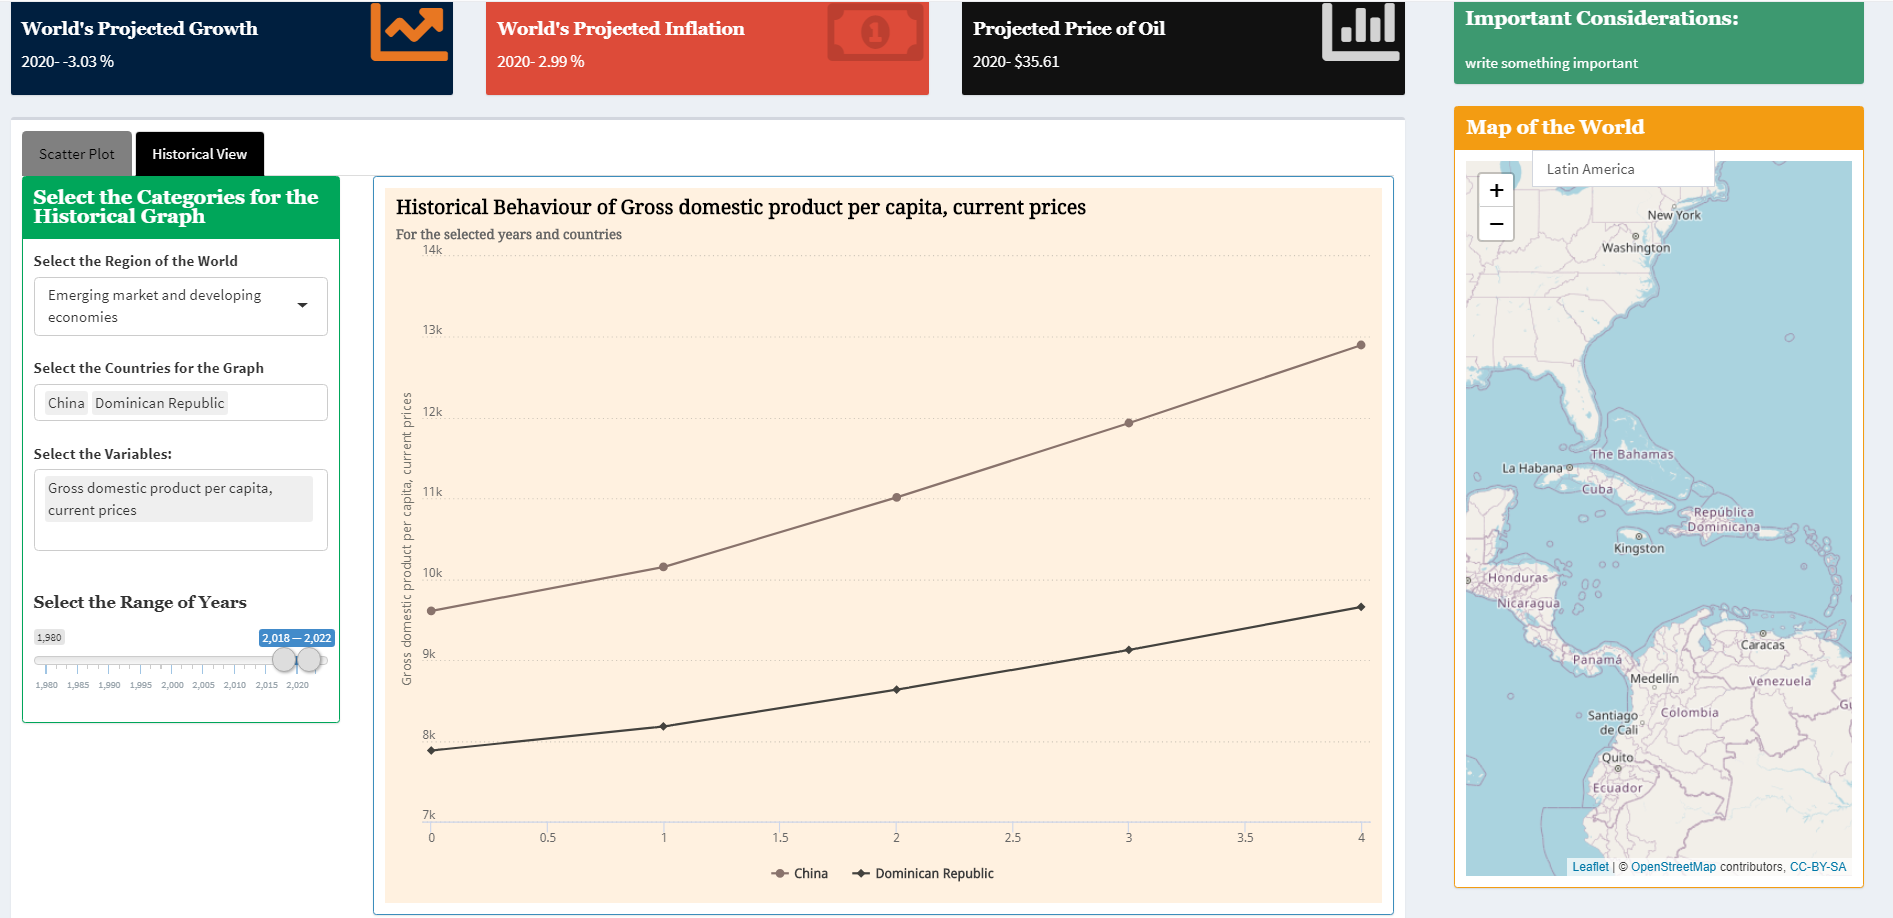 World's Projected Growth
2020- -3.03 %
World's Projected Inflation
2020- 2.99 %
1
Projected Price of Oil
2020- $35.61
Important Considerations:
write something important
Scatter Plot
Historical View
Select the Categories for the
Historical Graph
Select the Region of the World
Emerging market and developing
economies
Select the Countries for the Graph
China Dominican Republic
Select the Variables:
Gross domestic product per capita,
current prices
Select the Range of Years
1,980
2,018 — 2,022
1,980 1,985 1,990 1,995 2,000 2,005 2,010 2,015 2,020
Historical Behaviour of Gross domestic product per capita, current prices
For the selected years and countries
Gross domestic product per capita, current prices
14k
13k
12k
11k
10k
9k
8k
7k
0 0.5 1 1.5 2 2.5 3 3.5 4
China Dominican Republic
Map of the World
Latin America
+
−
New York
Washington
The Bahamas
La Habana
Cuba
República
Dominicana
Kingston
Honduras
Nicaragua
Caracas
Panamá
Medellín
Venezuela
Santiago
de Cali
Colombia
Quito
Ecuador
Leaflet | © OpenStreetMap contributors, CC-BY-SA